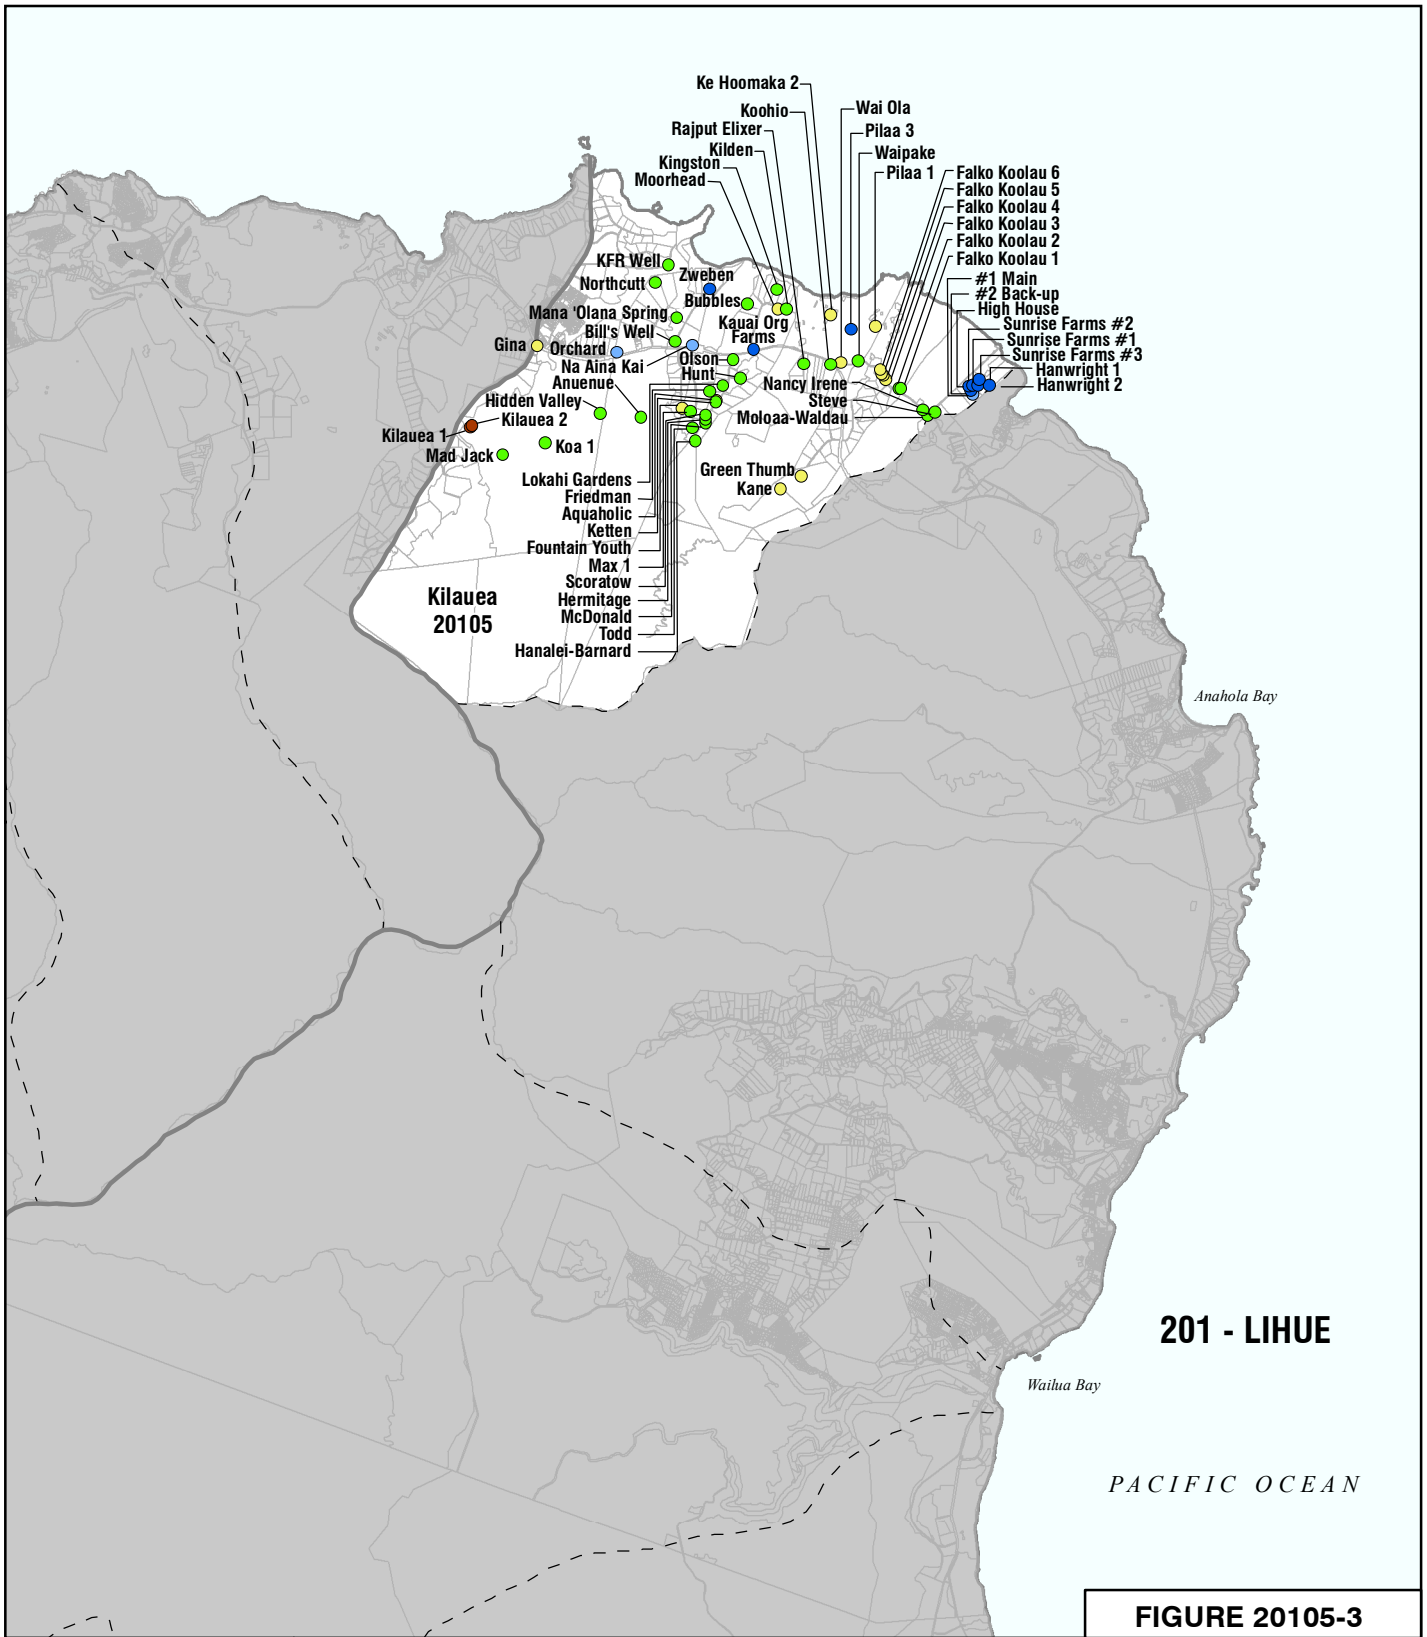 Ke Hoomaka 2
Koohio
Rajput Elixer
Kilden
Kingston
Moorhead
Wai Ola
Pilaa 3
Waipake
Pilaa 1
Falko Koolau 6
Falko Koolau 5
Falko Koolau 4
Falko Koolau 3
Falko Koolau 2
Falko Koolau 1
#1 Main
#2 Back-up
High House
Sunrise Farms #2
Sunrise Farms #1
Sunrise Farms #3
Hanwright 1
Hanwright 2
KFR Well
Northcutt
Zweben
Bubbles
Mana 'Olana Spring
Bill's Well
Kauai Org
Farms
Gina
Orchard
Na Aina Kai
Anuenue
Olson
Hunt
Nancy Irene
Steve
Moloaa-Waldau
Hidden Valley
Kilauea 2
Kilauea 1
Mad Jack
Koa 1
Green Thumb
Kane
Lokahi Gardens
Friedman
Aquaholic
Ketten
Fountain Youth
Max 1
Scoratow
Hermitage
McDonald
Todd
Hanalei-Barnard
Kilauea
20105
Anahola Bay
201 - LIHUE
Wailua Bay
PACIFIC OCEAN
FIGURE 20105-3